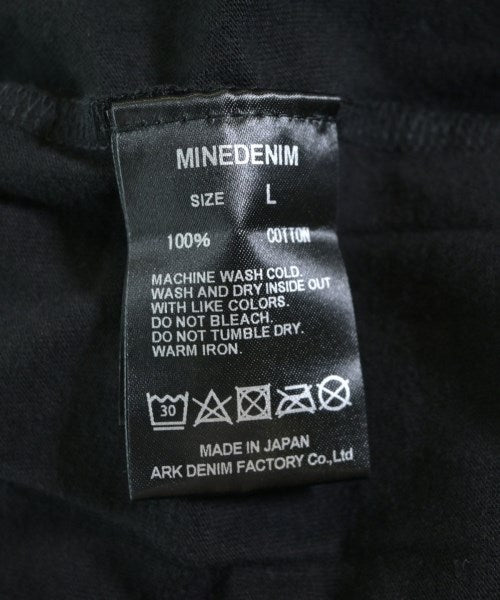 MINEDENIM
SIZE L
100% COTTON
MACHINE WASH COLD.
WASH AND DRY INSIDE OUT
WITH LIKE COLORS.
DO NOT BLEACH.
DO NOT TUMBLE DRY.
WARM IRON.
30
MADE IN JAPAN
ARK DENIM FACTORY Co.,Ltd